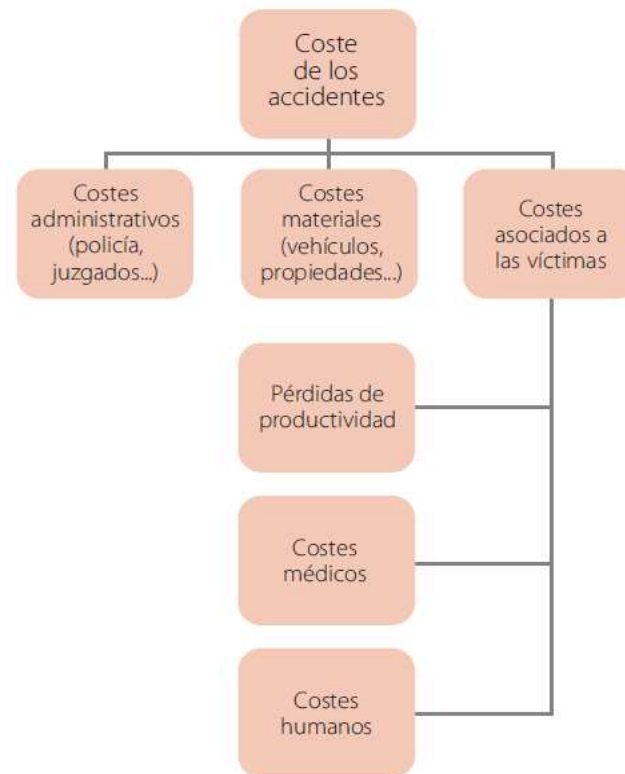 Coste
de los
accidentes
Costes
administrativos
(policía,
juzgados...)
Costes
materiales
(vehículos,
propiedades...)
Costes
asociados a
las víctimas
Pérdidas de
productividad
Costes
médicos
Costes
humanos